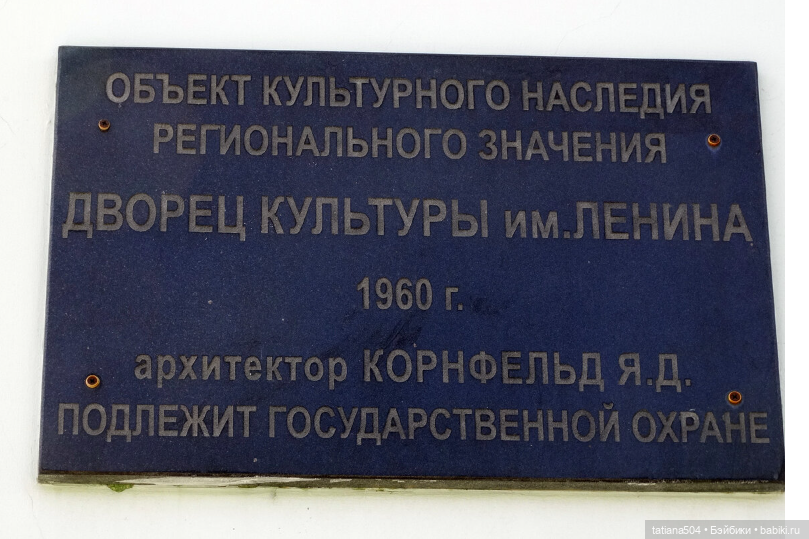 ОБЪЕКТ КУЛЬТУРНОГО НАСЛЕДИЯ
РЕГИОНАЛЬНОГО ЗНАЧЕНИЯ
ДВОРЕЦ КУЛЬТУРЫ им.ЛЕНИНА
1960 г.
архитектор КОРНФЕЛЬД Я.Д.
ПОДЛЕЖИТ ГОСУДАРСТВЕННОЙ ОХРАНЕ
tatiana504 • Бэйбики • babiki.ru